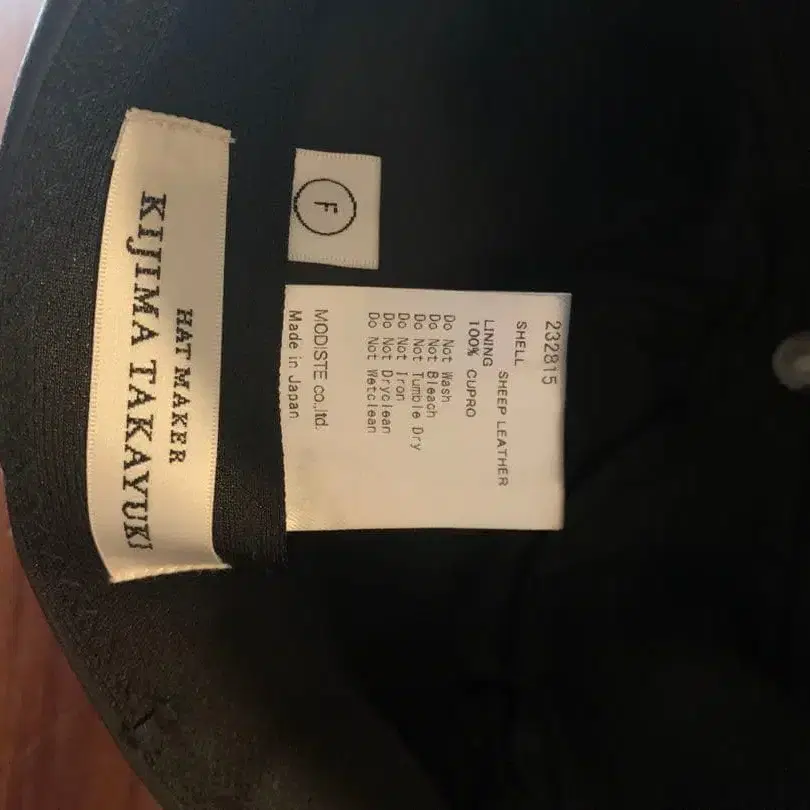 HAT MAKER
KIJIMA TAKAYUKI
F
232815
SHELL
SHEEP LEATHER
LINING
100% CUPRO
Do Not Wash
Do Not Bleach
Do Not Tumble Dry
Do Not Iron
Do Not Dryclean
Do Not Wetclean
MODISTE co.,ltd.
Made in Japan